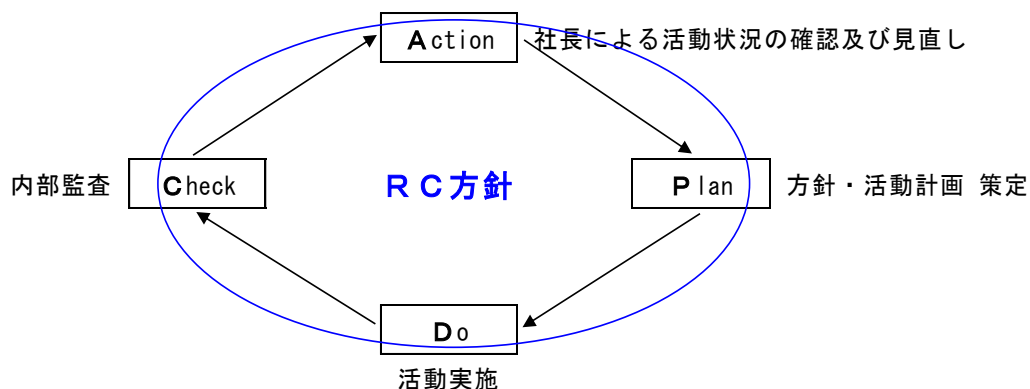 Action 社長による活動状況の確認及び見直し
内部監査 Check RC方針 Plan 方針・活動計画 策定
Do
活動実施